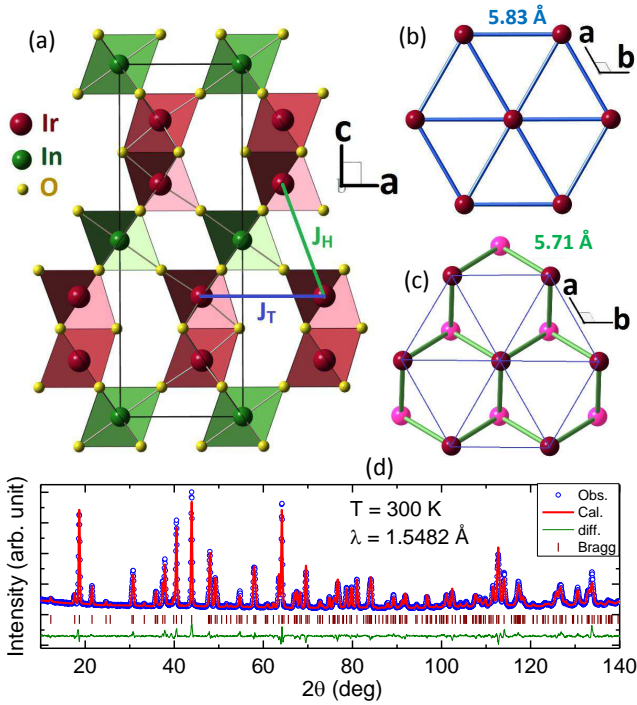 (a)
Ir
In
O
c
b
a
J_H
J_T
(b)
5.83 Å
a
b
(c)
5.71 Å
a
b
(d)
Intensity (arb. unit)
T = 300 K
λ = 1.5482 Å
Obs.
Cal.
diff.
Bragg
20 40 60 80 100 120 140
2θ (deg)